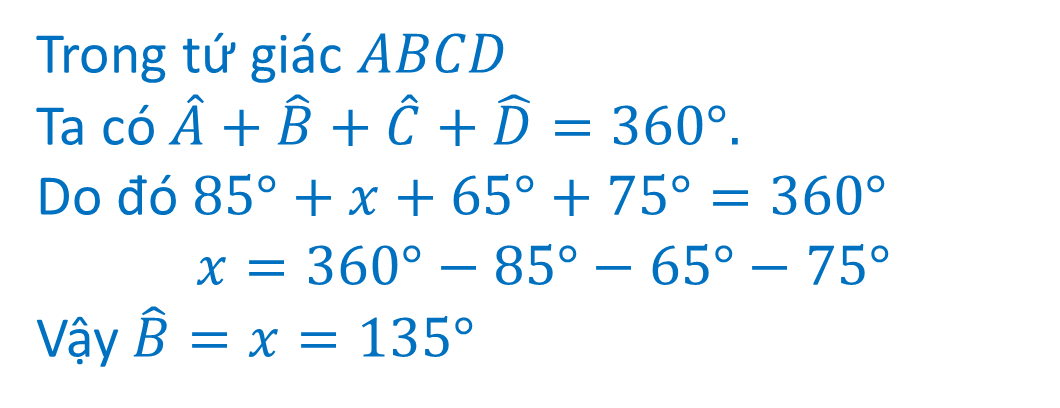 Trong tứ giác 𝐴𝐵𝐶𝐷
Ta có Â + B̂ + Ĉ + D̂ = 360°.
Do đó 85° + 𝑥 + 65° + 75° = 360°
𝑥 = 360° − 85° − 65° − 75°
Vậy B̂ = 𝑥 = 135°